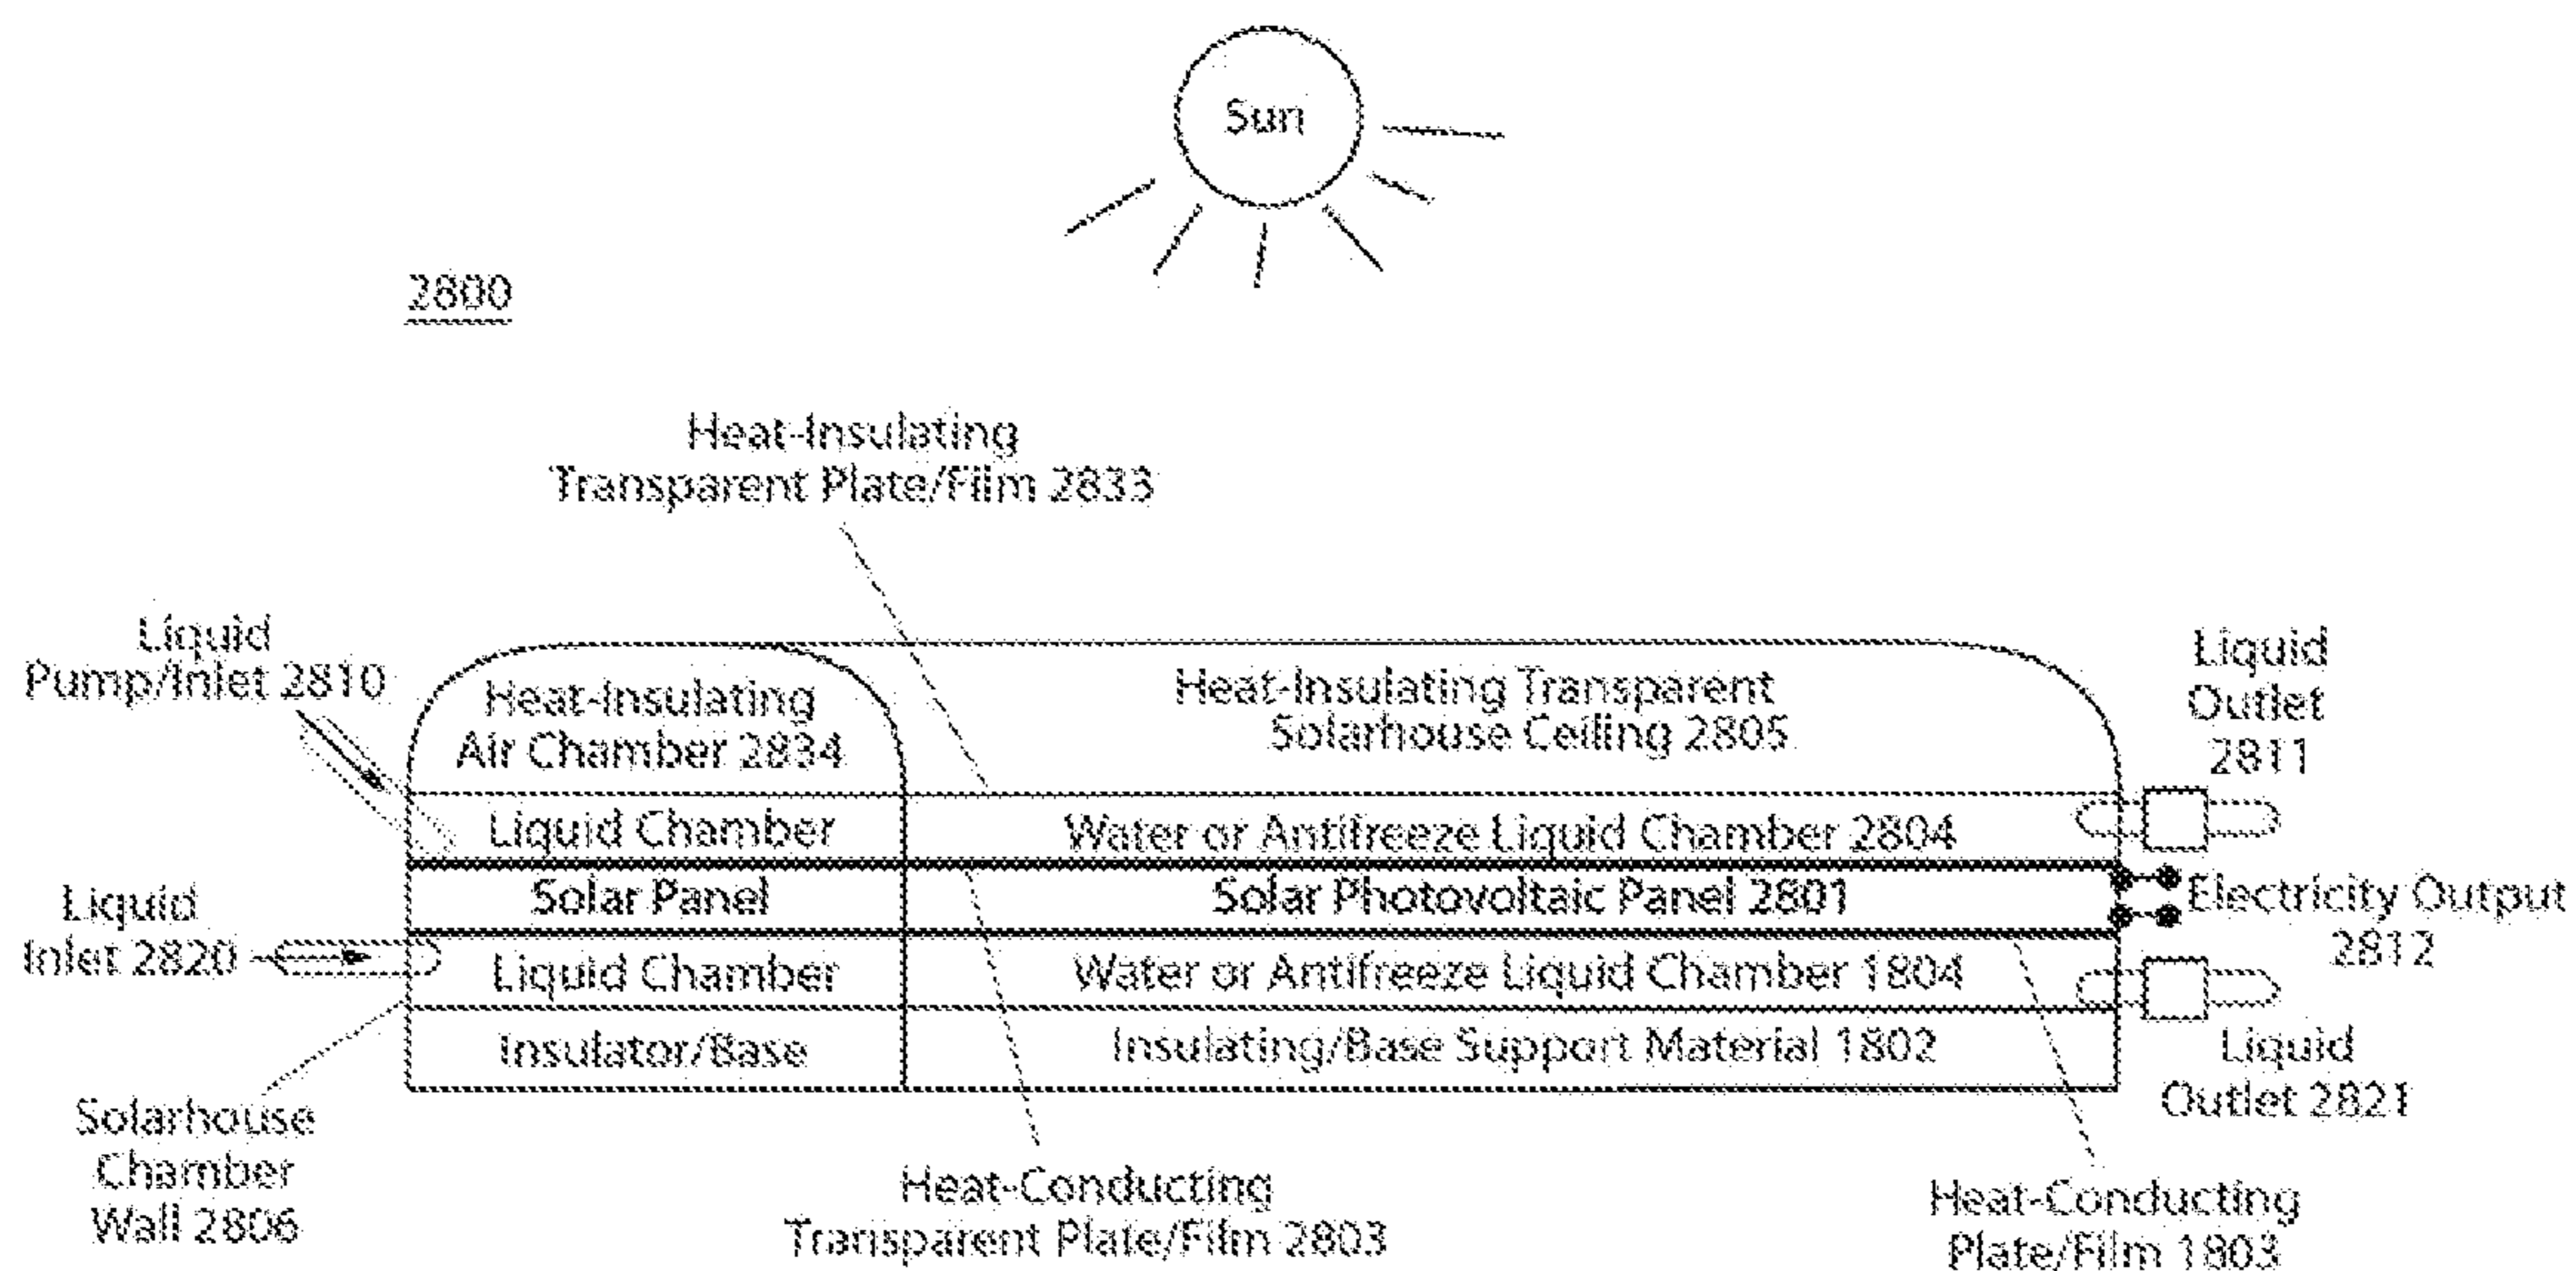 Sun
2800
Heat-Insulating
Transparent Plate/Film 2833
Liquid
Pump/Inlet 2810
Heat-Insulating
Air Chamber 2834
Heat-Insulating Transparent
Solarhouse Ceiling 2805
Liquid
Outlet
2811
Liquid Chamber
Water or Antifreeze Liquid Chamber 2804
Solar Panel
Solar Photovoltaic Panel 2801
Liquid
Inlet 2820
Electricity Output
2812
Liquid Chamber
Water or Antifreeze Liquid Chamber 1804
Insulator/Base
Insulating/Base Support Material 1802
Liquid
Outlet 2821
Solarhouse
Chamber
Wall 2806
Heat-Conducting
Transparent Plate/Film 2803
Heat-Conducting
Plate/Film 1803